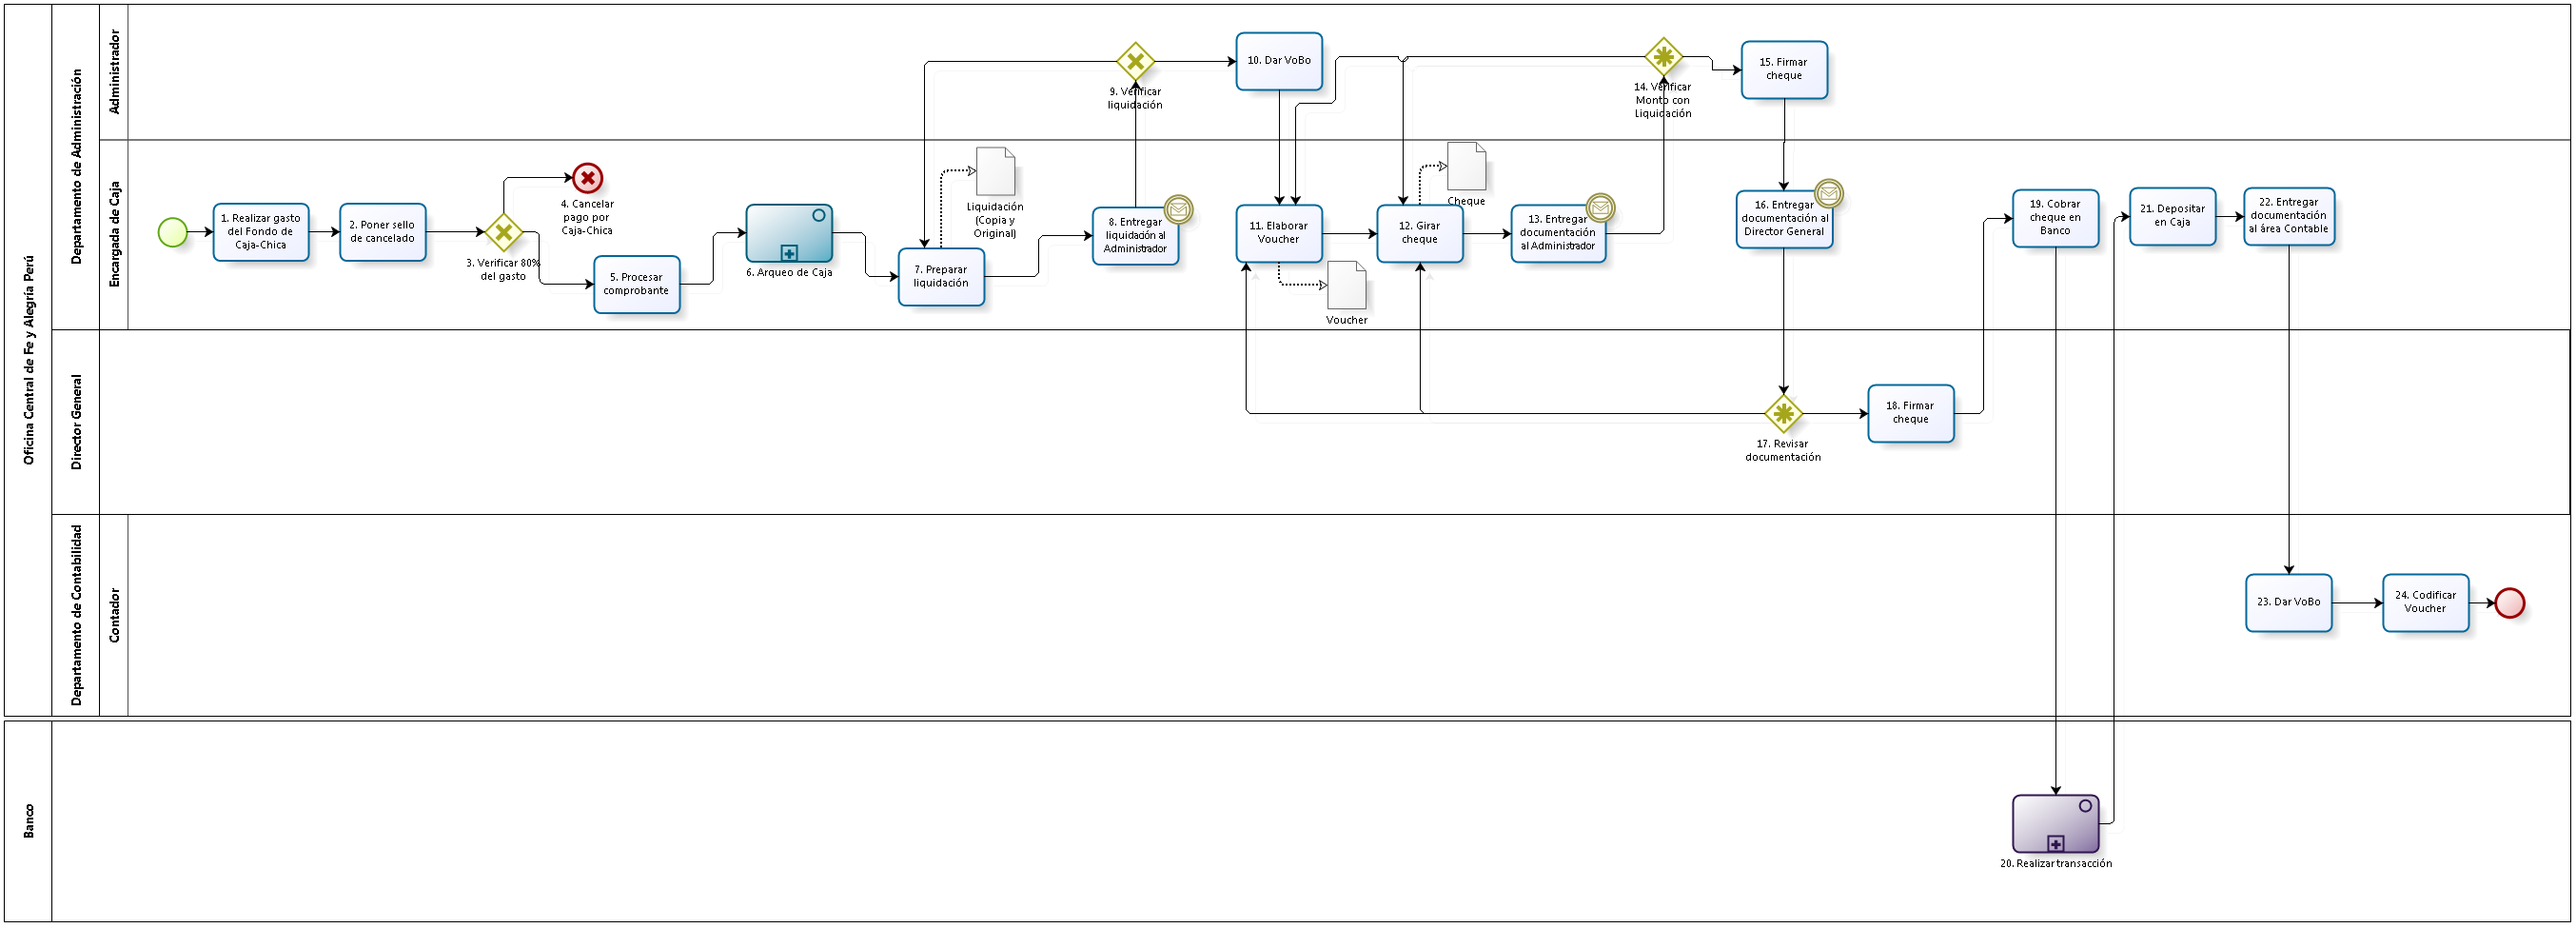 Oficina Central de Fe y Alegría Perú
Departamento de Administración
Administrador
9. Verificar
liquidación
10. Dar VoBo
14. Verificar
Monto con
Liquidación
15. Firmar
cheque
Encargada de Caja
1. Realizar gasto
del Fondo de
Caja-Chica
2. Poner sello
de cancelado
3. Verificar 80%
del gasto
4. Cancelar
pago por
Caja-Chica
5. Procesar
comprobante
6. Arqueo de Caja
7. Preparar
liquidación
Liquidación
(Copia y
Original)
8. Entregar
liquidación al
Administrador
11. Elaborar
Voucher
Voucher
12. Girar
cheque
Cheque
13. Entregar
documentación
al Administrador
16. Entregar
documentación al
Director General
19. Cobrar
cheque en
Banco
21. Depositar
en Caja
22. Entregar
documentación
al área Contable
Director General
17. Revisar
documentación
18. Firmar
cheque
Departamento de Contabilidad
Contador
23. Dar VoBo
24. Codificar
Voucher
Banco
20. Realizar transacción